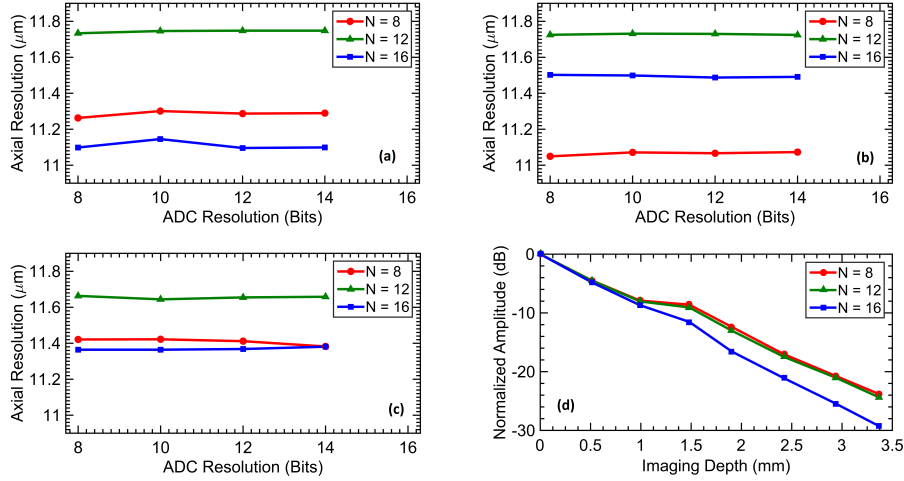 11.8
11.6
11.4
11.2
11
Axial Resolution (μm)
N = 8
N = 12
N = 16
(a)
8
10
12
14
16
ADC Resolution (Bits)
11.8
11.6
11.4
11.2
11
Axial Resolution (μm)
N = 8
N = 12
N = 16
(b)
8
10
12
14
16
ADC Resolution (Bits)
11.8
11.6
11.4
11.2
11
Axial Resolution (μm)
N = 8
N = 12
N = 16
(c)
8
10
12
14
16
ADC Resolution (Bits)
0
-10
-20
-30
Normalized Amplitude (dB)
N = 8
N = 12
N = 16
(d)
0
0.5
1
1.5
2
2.5
3
3.5
Imaging Depth (mm)